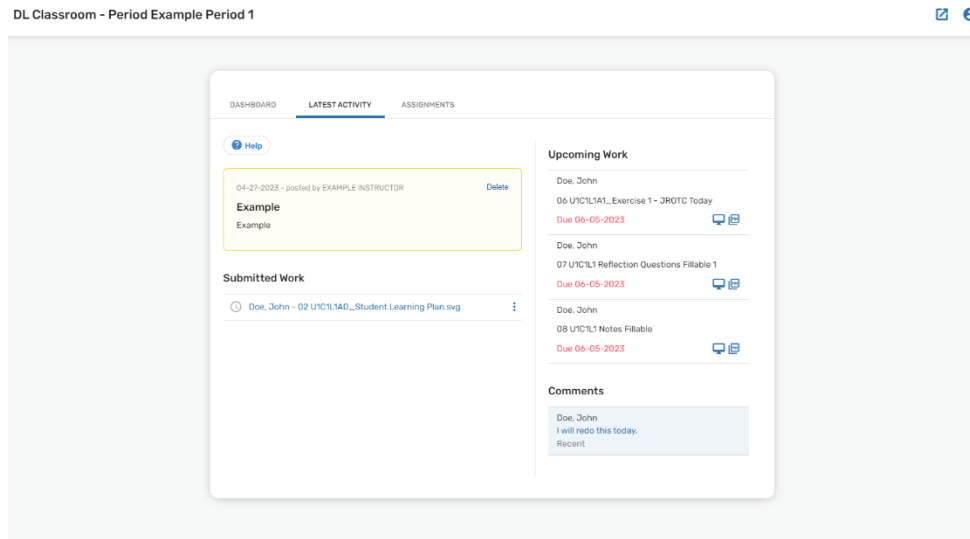 DL Classroom - Period Example Period 1
DASHBOARD
LATEST ACTIVITY
ASSIGNMENTS
Help
04-27-2023 - posted by EXAMPLE INSTRUCTOR
Delete
Example
Example
Submitted Work
Doe, John - 02 U1C1L1A0_Student Learning Plan.svg
Upcoming Work
Doe, John
06 U1C1L1A1_Exercise 1 - JROTC Today
Due 06-05-2023
Doe, John
07 U1C1L1 Reflection Questions Fillable 1
Due 06-05-2023
Doe, John
08 U1C1L1 Notes Fillable
Due 06-05-2023
Comments
Doe, John
I will redo this today.
Recent